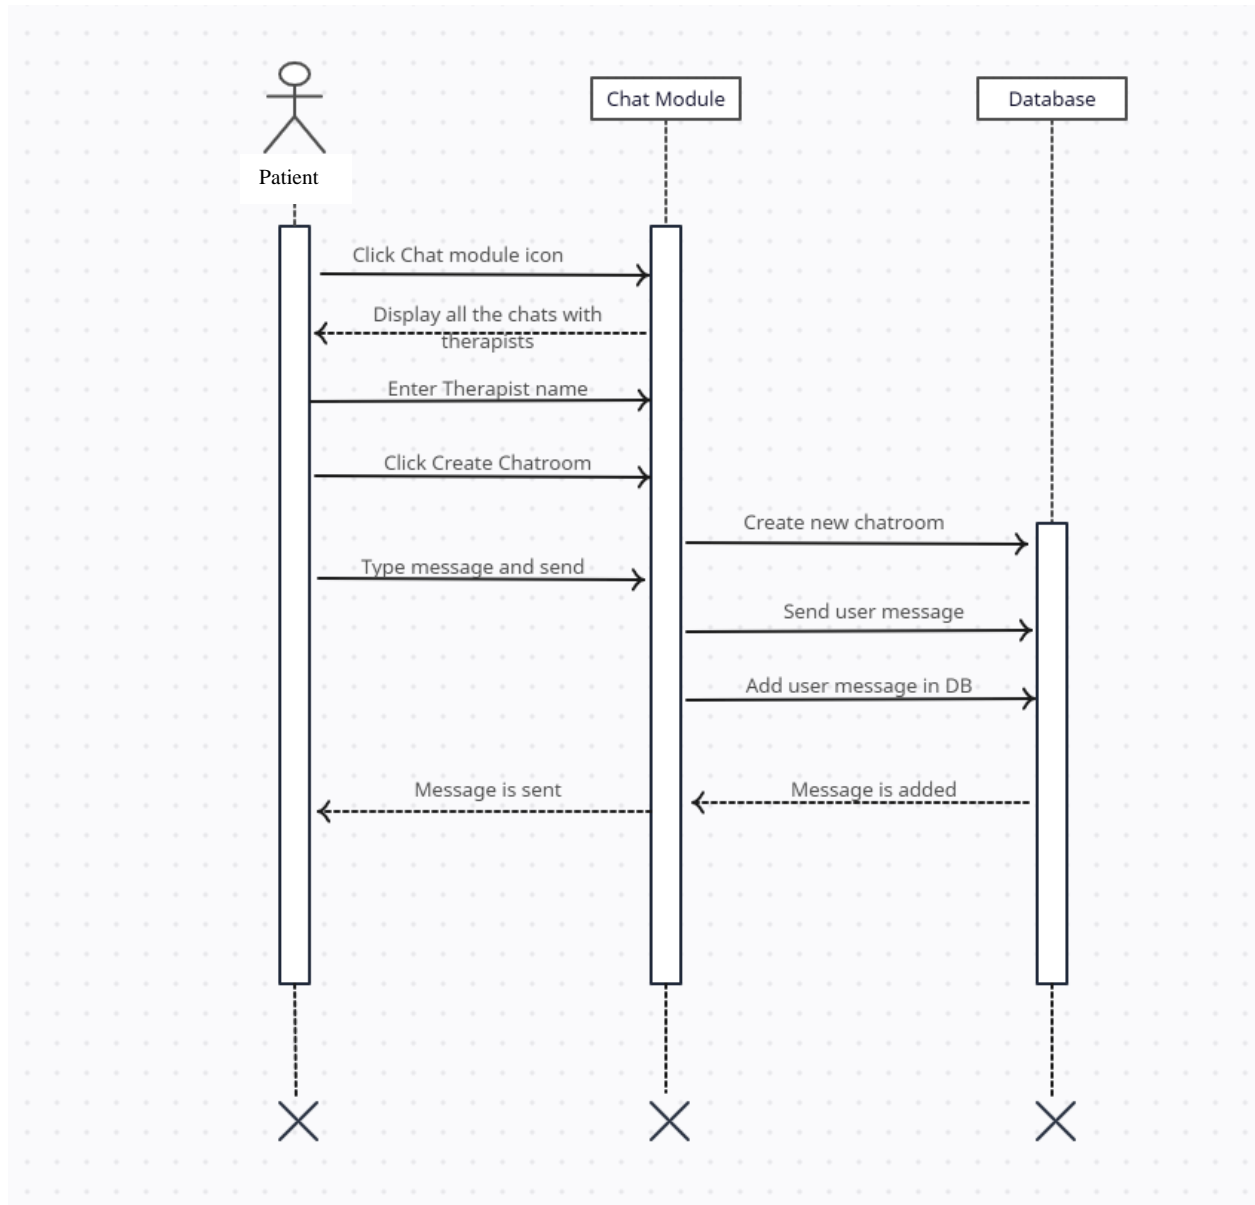 Chat Module
Database
Patient
Click Chat module icon
Display all the chats with
therapists
Enter Therapist name
Click Create Chatroom
Create new chatroom
Type message and send
Send user message
Add user message in DB
Message is sent
Message is added